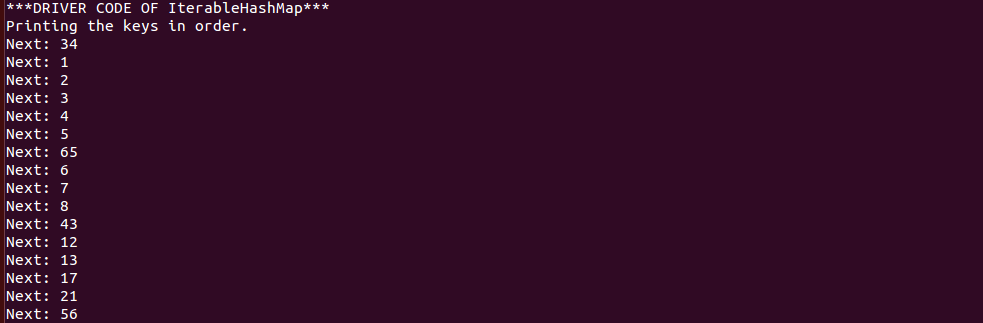 ***DRIVER CODE OF IterableHashMap***
Printing the keys in order.
Next: 34
Next: 1
Next: 2
Next: 3
Next: 4
Next: 5
Next: 65
Next: 6
Next: 7
Next: 8
Next: 43
Next: 12
Next: 13
Next: 17
Next: 21
Next: 56